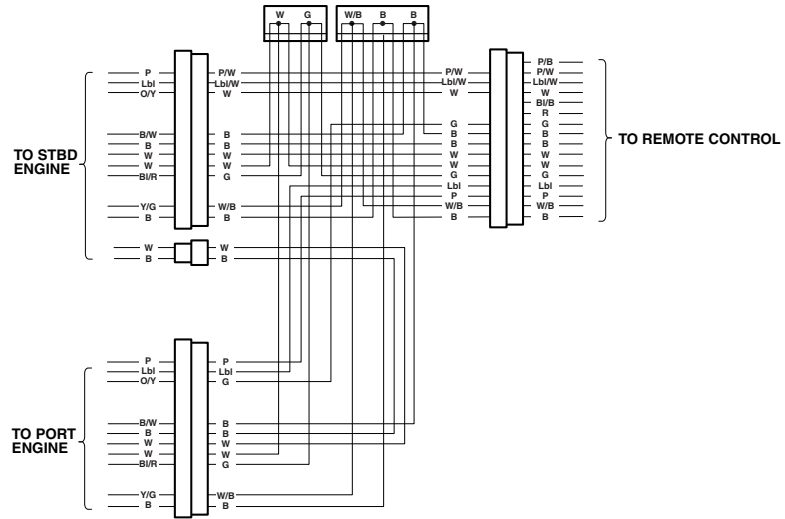 W G W/B B B
P P/W P/W P/B
Lbl Lbl/W Lbl/W P/W
O/Y W W Lbl/W
W
Bl/B
R
G G
B/W B B B
B B B B
W W W W
W W W W
Bl/R G G G
Lbl Lbl
P P
Y/G W/B W/B W/B
B B B B
TO STBD
ENGINE
TO REMOTE CONTROL
W W
B B
P P
Lbl Lbl
O/Y G
B/W B
B B
W W
W W
Bl/R G
Y/G W/B
B B
TO PORT
ENGINE